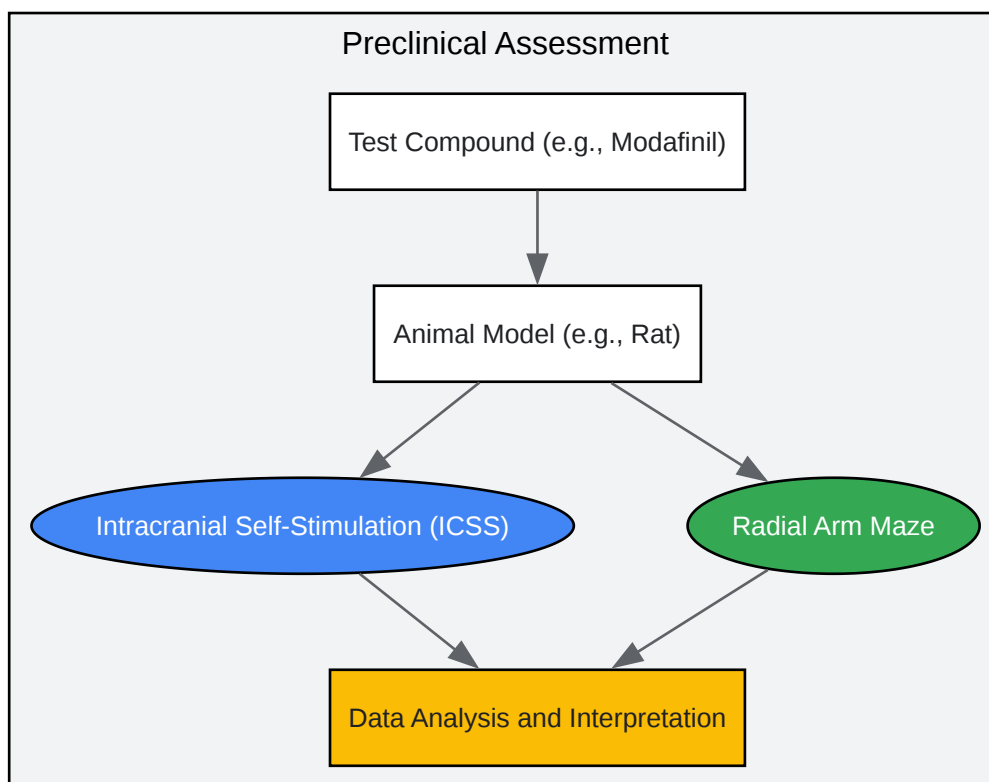 Preclinical Assessment
Test Compound (e.g., Modafinil)
Animal Model (e.g., Rat)
Intracranial Self-Stimulation (ICSS)
Radial Arm Maze
Data Analysis and Interpretation